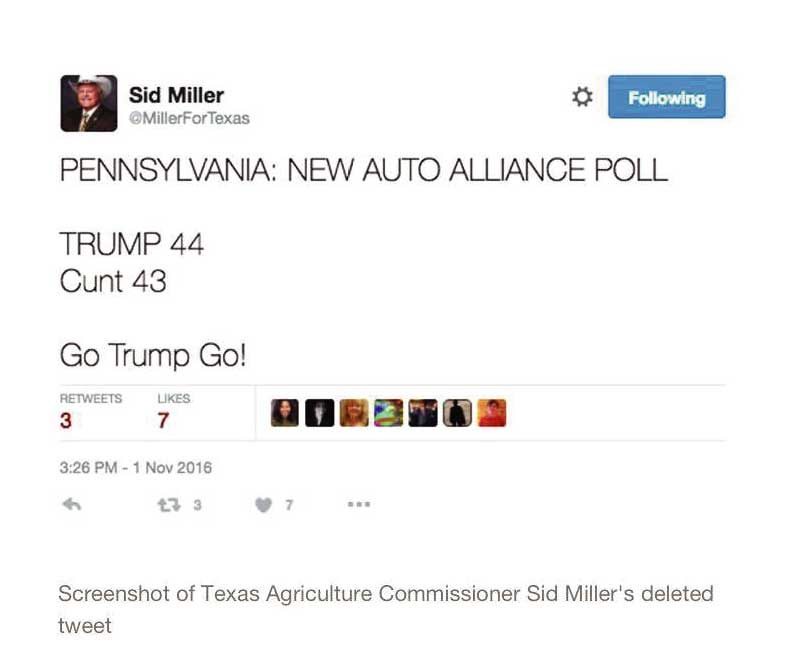 Sid Miller
@MillerForTexas
Following
PENNSYLVANIA: NEW AUTO ALLIANCE POLL
TRUMP 44
Cunt 43
Go Trump Go!
RETWEETS LIKES
3 7
3:26 PM - 1 Nov 2016
3 7
Screenshot of Texas Agriculture Commissioner Sid Miller's deleted
tweet